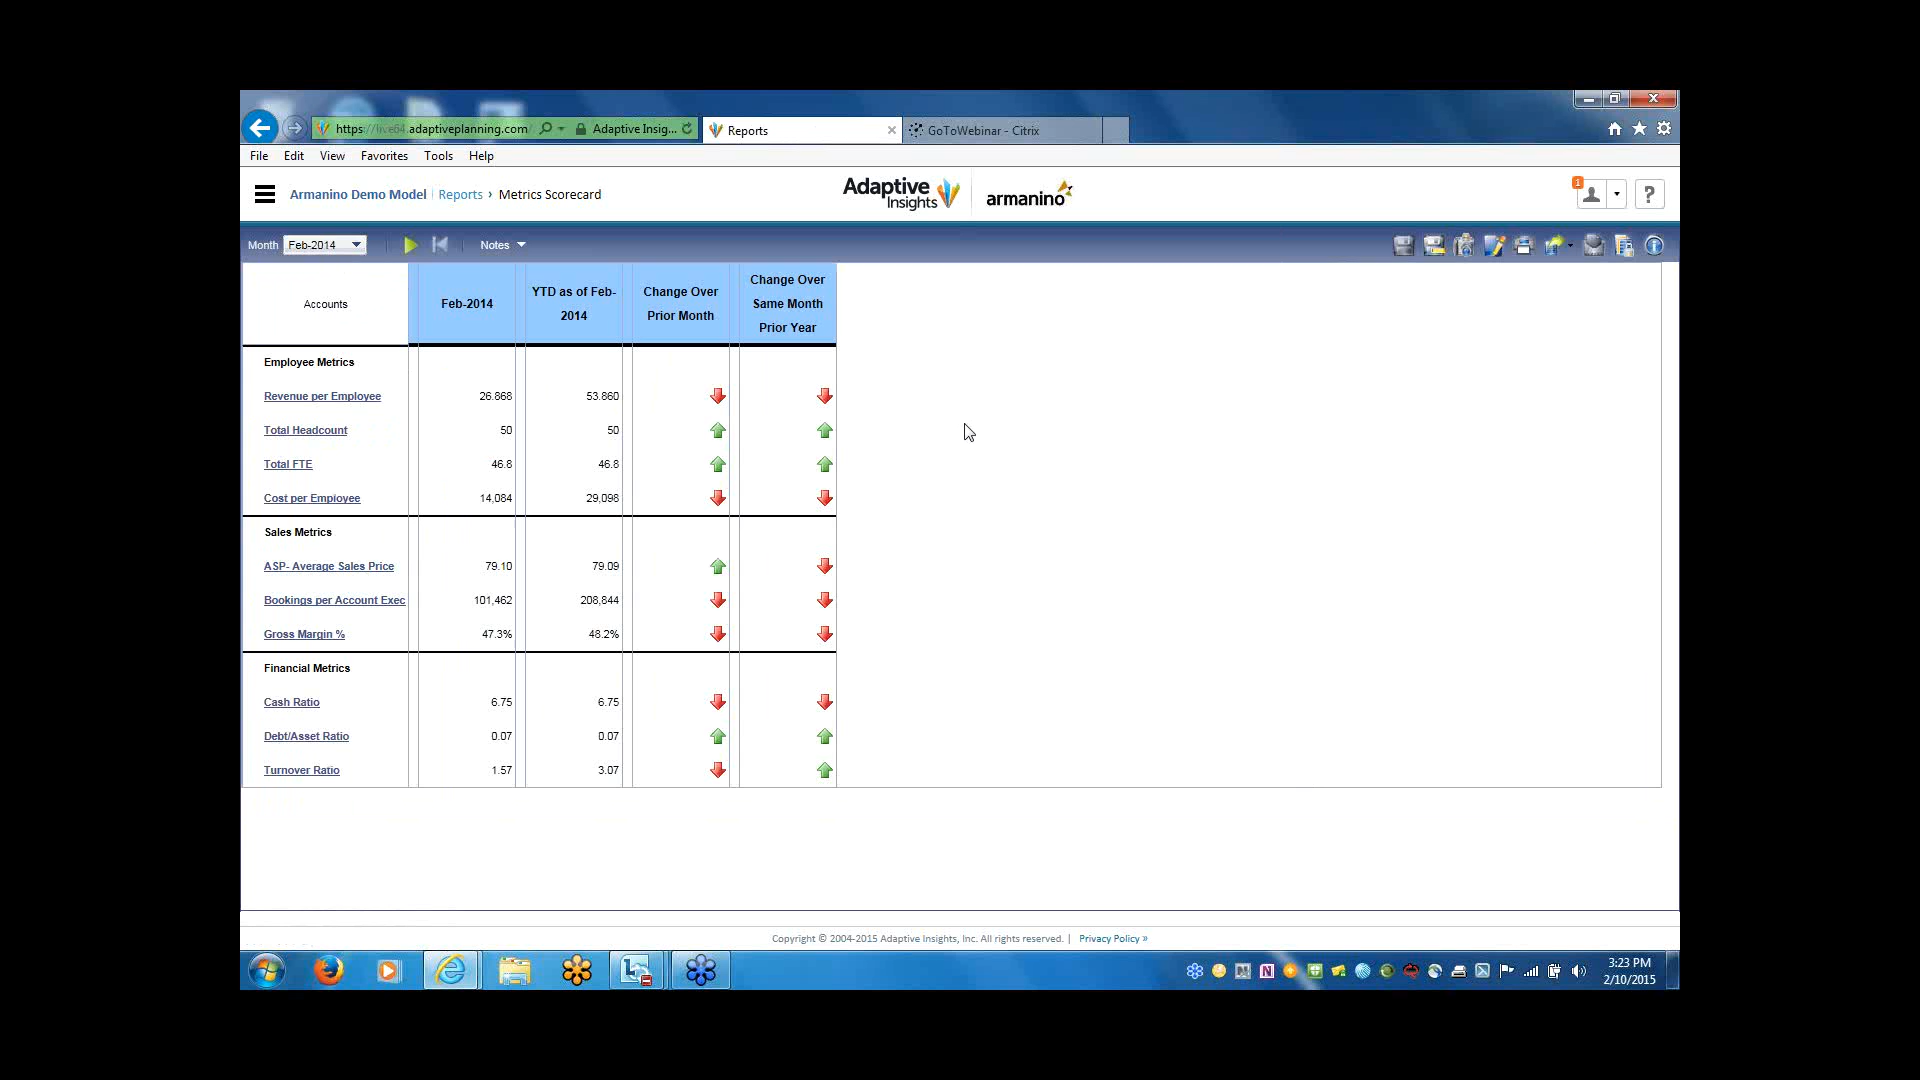 https://live64.adaptiveplanning.com Adaptive Insig... Reports GoToWebinar - Citrix
File Edit View Favorites Tools Help
Armanino Demo Model Reports › Metrics Scorecard Adaptive Insights armanino 1 ?
Month Feb-2014 Notes
Accounts Feb-2014 YTD as of Feb-2014 Change Over Prior Month Change Over Same Month Prior Year
Employee Metrics
Revenue per Employee 26.868 53.860
Total Headcount 50 50
Total FTE 46.8 46.8
Cost per Employee 14,084 29,098
Sales Metrics
ASP- Average Sales Price 79.10 79.09
Bookings per Account Exec 101,462 208,844
Gross Margin % 47.3% 48.2%
Financial Metrics
Cash Ratio 6.75 6.75
Debt/Asset Ratio 0.07 0.07
Turnover Ratio 1.57 3.07
Copyright © 2004-2015 Adaptive Insights, Inc. All rights reserved. | Privacy Policy »
3:23 PM
2/10/2015